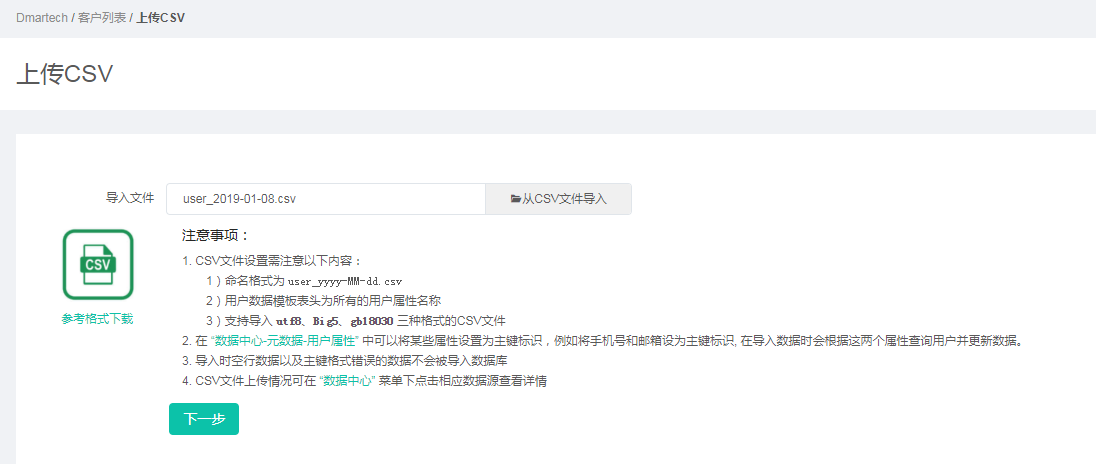 Dmartech / 客户列表 / 上传CSV
上传CSV
导入文件 user_2019-01-08.csv 从CSV文件导入
注意事项：
CSV
参考格式下载
1. CSV文件设置需注意以下内容：
1）命名格式为 user_yyyy-MM-dd.csv
2）用户数据模板表头为所有的用户属性名称
3）支持导入 utf8、Big5、gb18030 三种格式的CSV文件
2. 在 “数据中心-元数据-用户属性” 中可以将某些属性设置为主键标识，例如将手机号和邮箱设为主键标识, 在导入数据时会根据这两个属性查询用户并更新数据。
3. 导入时空行数据以及主键格式错误的数据不会被导入数据库
4. CSV文件上传情况可在 “数据中心” 菜单下点击相应数据源查看详情
下一步